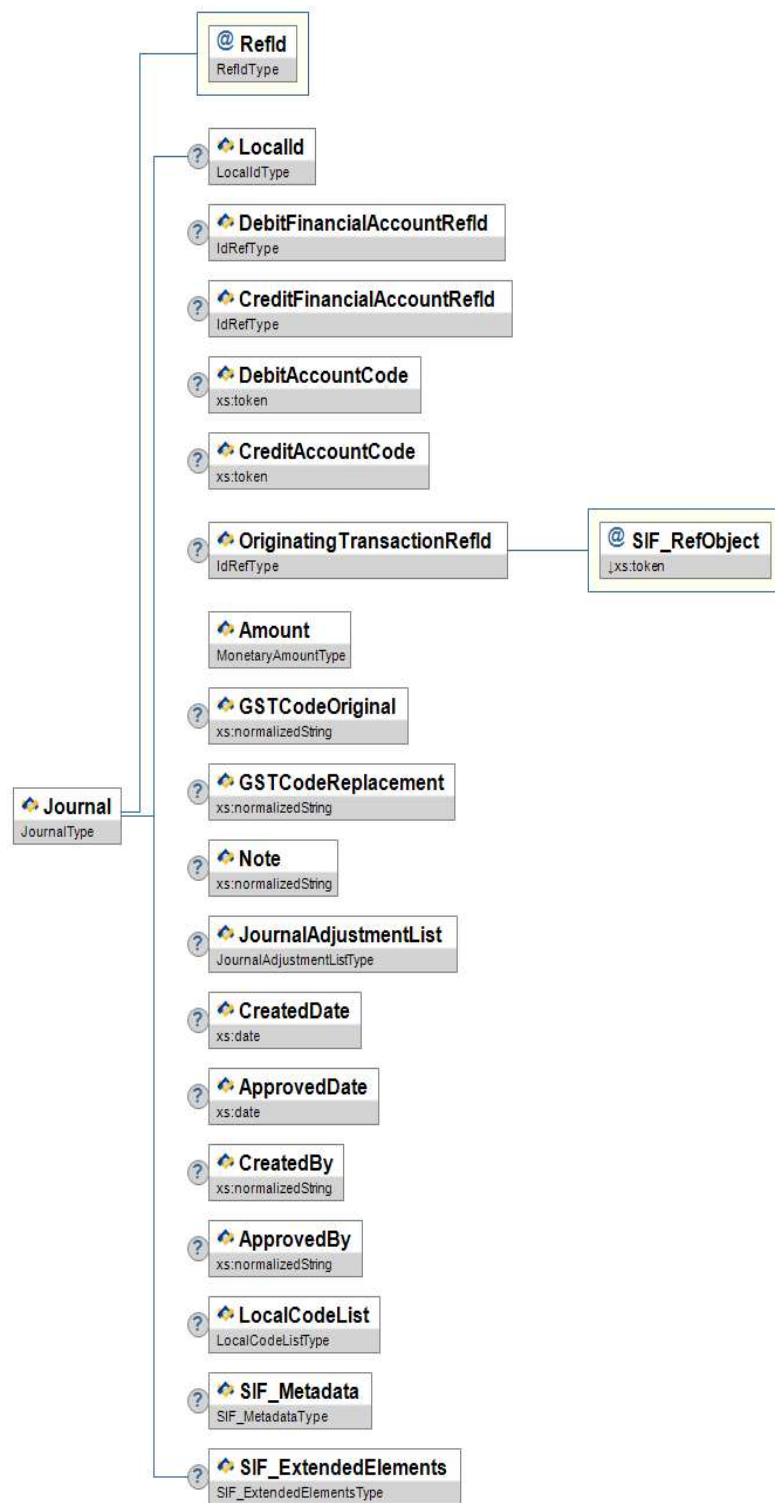 @ RefId
RefIdType
? LocalId
LocalIdType
? DebitFinancialAccountRefId
IdRefType
? CreditFinancialAccountRefId
IdRefType
? DebitAccountCode
xs:token
? CreditAccountCode
xs:token
? OriginatingTransactionRefId
IdRefType
@ SIF_RefObject
↓xs:token
Amount
MonetaryAmountType
? GSTCodeOriginal
xs:normalizedString
? GSTCodeReplacement
xs:normalizedString
Journal
JournalType
? Note
xs:normalizedString
? JournalAdjustmentList
JournalAdjustmentListType
? CreatedDate
xs:date
? ApprovedDate
xs:date
? CreatedBy
xs:normalizedString
? ApprovedBy
xs:normalizedString
? LocalCodeList
LocalCodeListType
? SIF_Metadata
SIF_MetadataType
? SIF_ExtendedElements
SIF_ExtendedElementsType